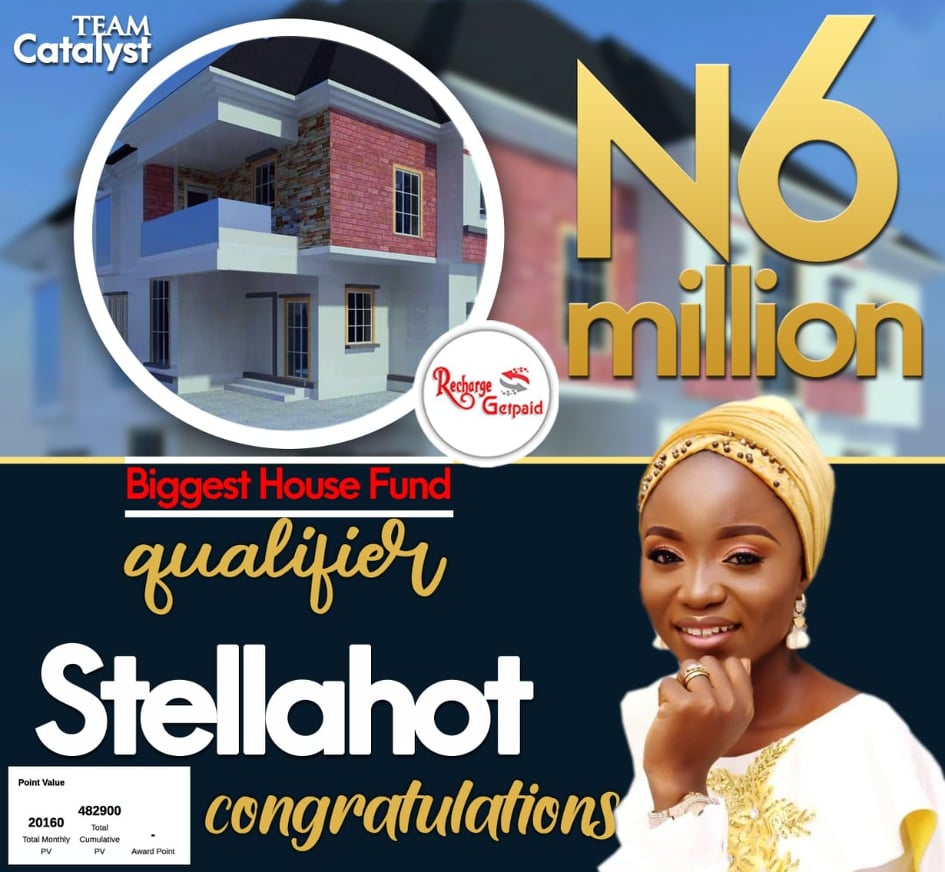 TEAM
Catalyst
N6
million
Recharge
Getpaid
Biggest House Fund
qualifier
Stellahot
congratulations
Point Value
20160
Total Monthly
PV
482900
Total
Cumulative
PV
-
Award Point